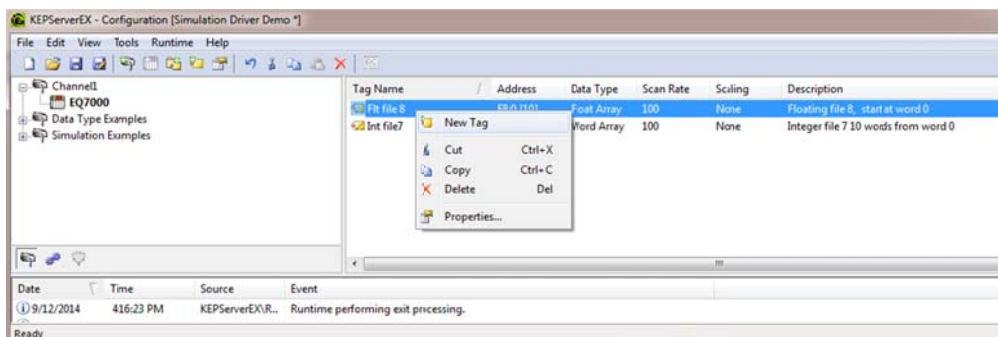 KEPServerEX - Configuration [Simulation Driver Demo *]
File Edit View Tools Runtime Help
Channel1
EQ7000
Data Type Examples
Simulation Examples
Tag Name / Address Data Type Scan Rate Scaling Description
Flt file 8 F8:0 [10] Foat Array 100 None Floating file 8, start at word 0
Int file7 Word Array 100 None Integer file 7 10 words from word 0
New Tag
Cut Ctrl+X
Copy Ctrl+C
Delete Del
Properties...
Date Time Source Event
9/12/2014 416:23 PM KEPServerEX\R... Runtime performing exit processing.
Ready